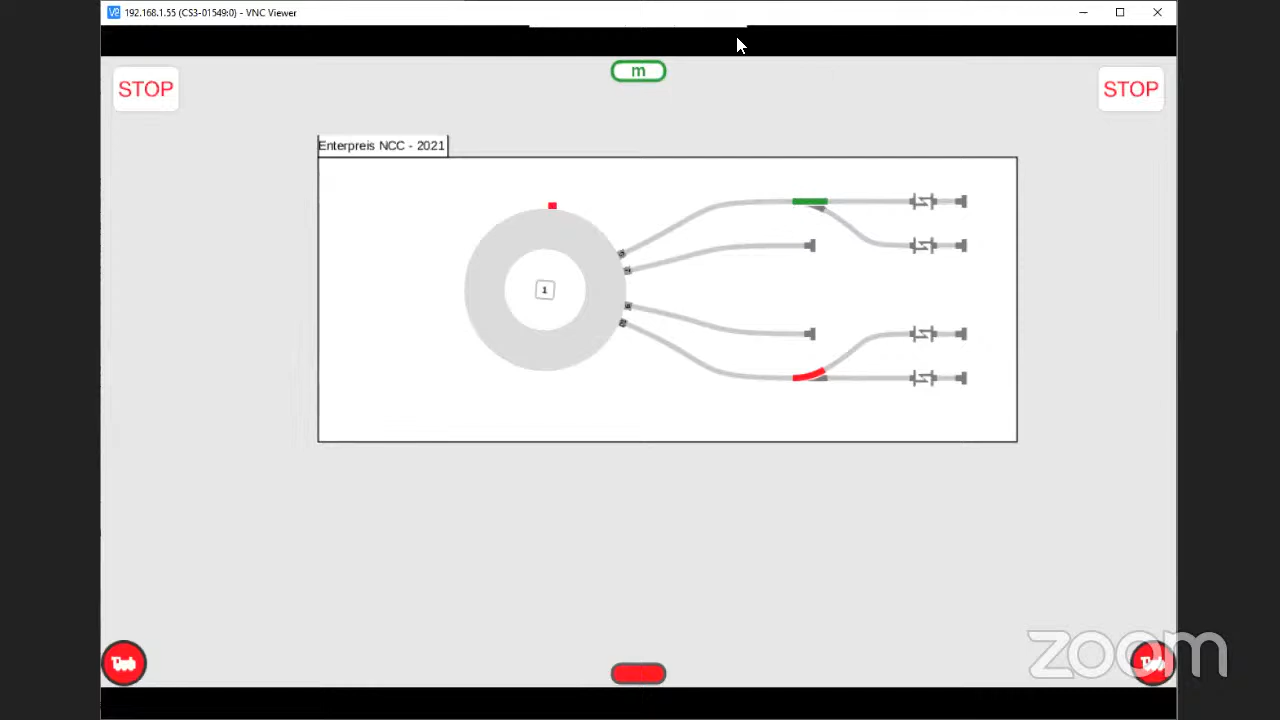 192.168.1.55 (CS3-01549:0) - VNC Viewer
m
STOP
STOP
Enterpreis NCC - 2021
1
zoom